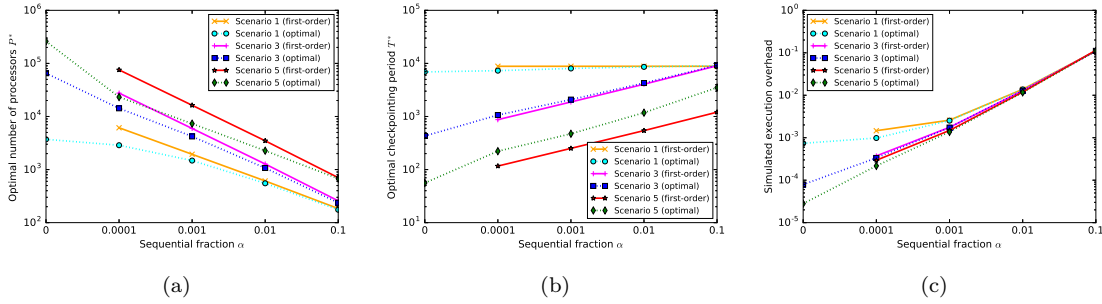 10^6
10^5
10^4
10^3
10^2
Optimal number of processors P*
Scenario 1 (first-order)
Scenario 1 (optimal)
Scenario 3 (first-order)
Scenario 3 (optimal)
Scenario 5 (first-order)
Scenario 5 (optimal)
0 0.0001 0.001 0.01 0.1
Sequential fraction α
(a)
10^5
10^4
10^3
10^2
10^1
Optimal checkpointing period T*
Scenario 1 (first-order)
Scenario 1 (optimal)
Scenario 3 (first-order)
Scenario 3 (optimal)
Scenario 5 (first-order)
Scenario 5 (optimal)
0 0.0001 0.001 0.01 0.1
Sequential fraction α
(b)
10^0
10^-1
10^-2
10^-3
10^-4
10^-5
Simulated execution overhead
Scenario 1 (first-order)
Scenario 1 (optimal)
Scenario 3 (first-order)
Scenario 3 (optimal)
Scenario 5 (first-order)
Scenario 5 (optimal)
0 0.0001 0.001 0.01 0.1
Sequential fraction α
(c)